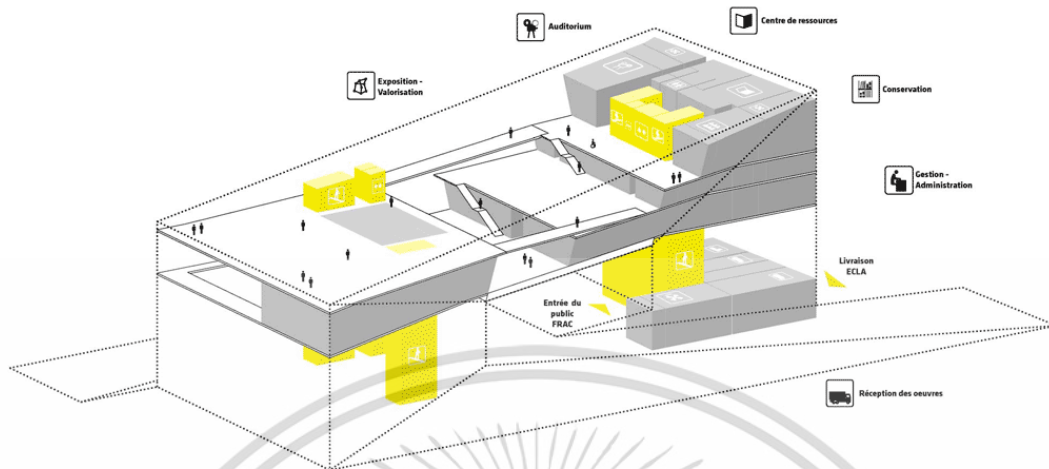 Auditorium
Centre de ressources
Exposition -
Valorisation
Conservation
Gestion -
Administration
Livraison
ECLA
Entrée du
public
FRAC
Réception des oeuvres